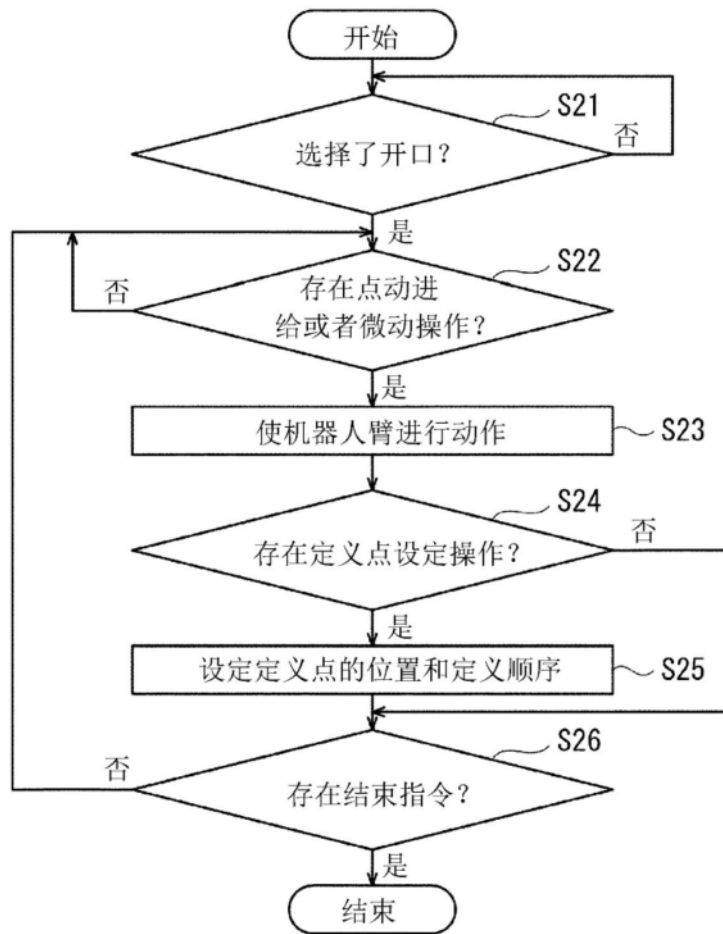 开始
S21
选择了开口？
否
是
S22
存在点动进
给或者微动操作？
否
是
使机器人臂进行动作
S23
S24
存在定义点设定操作？
否
是
设定定义点的位置和定义顺序
S25
S26
否
存在结束指令？
是
结束